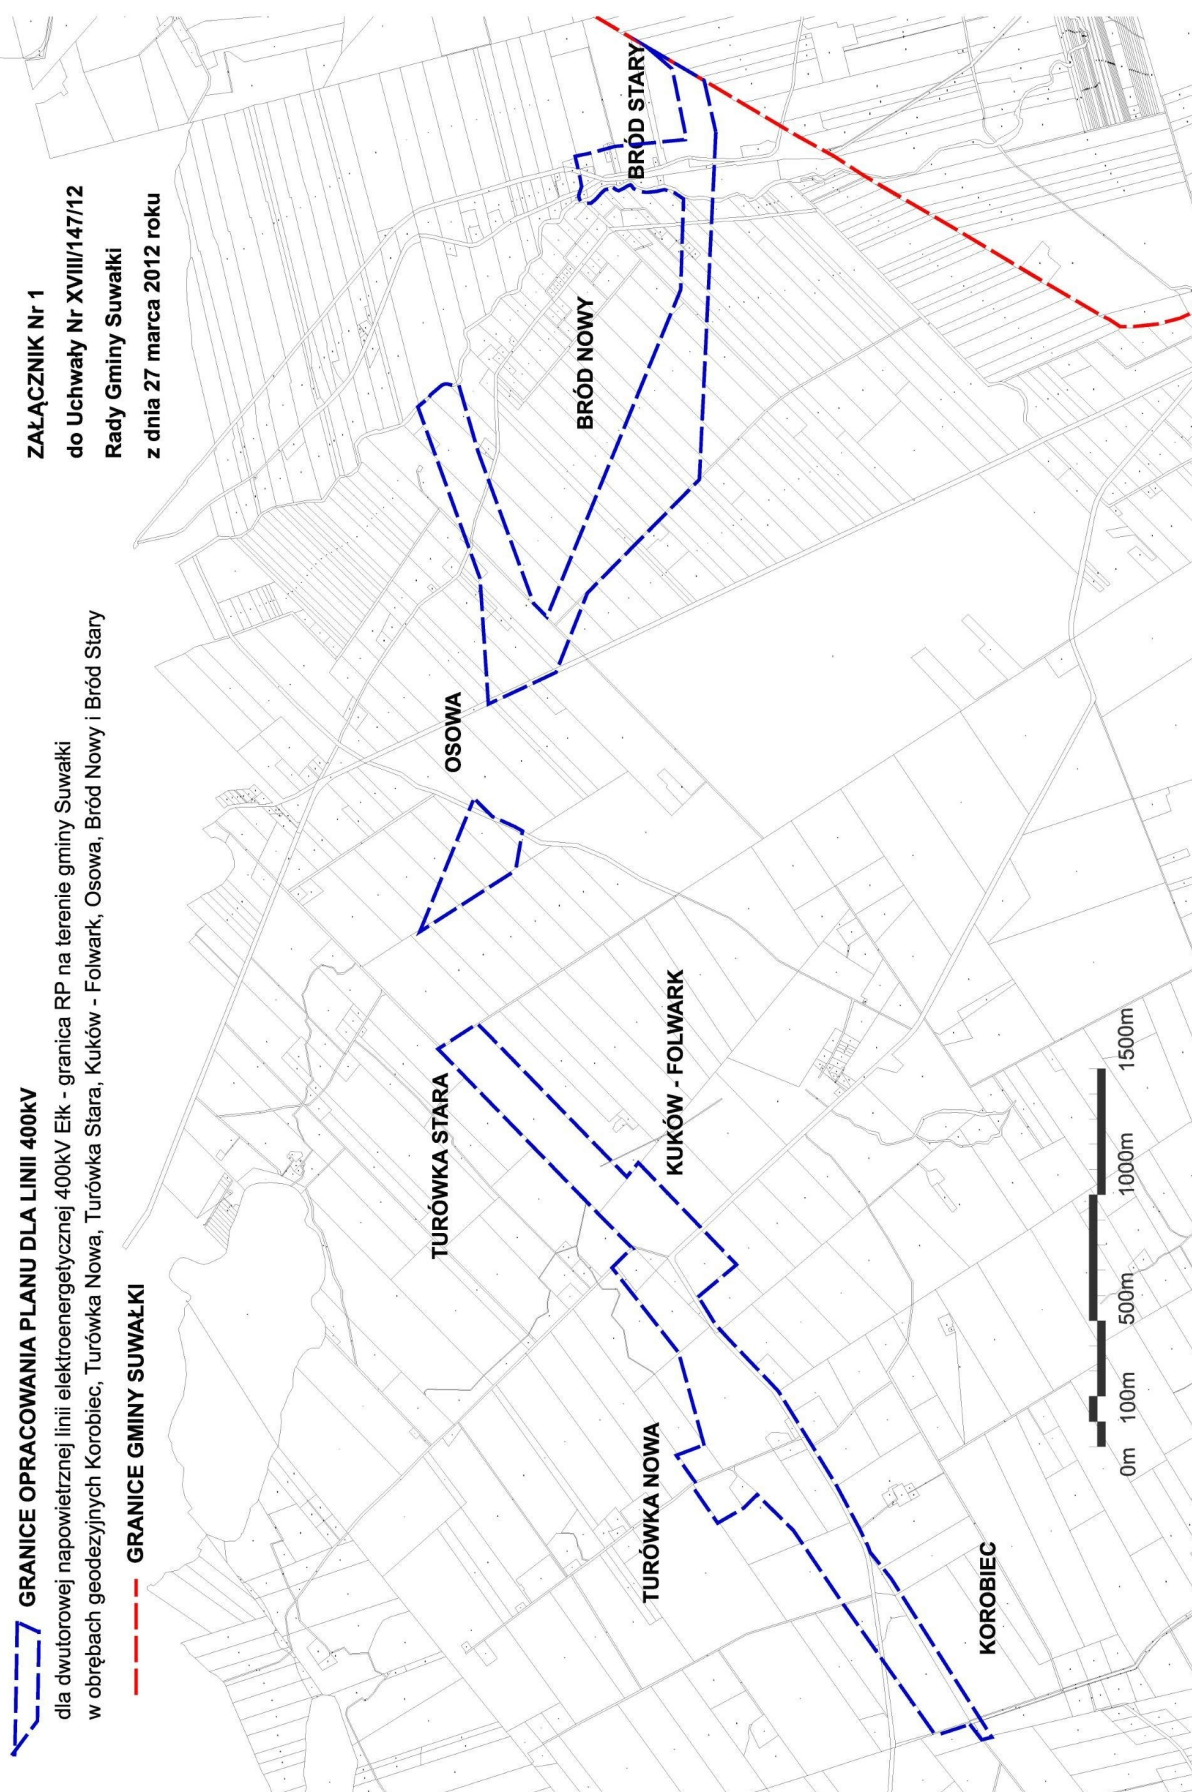 GRANICE OPRACOWANIA PLANU DLA LINII 400kV
dla dwutorowej napowietrznej linii elektroenergetycznej 400kV Ełk - granica RP na terenie gminy Suwałki
w obrębach geodezyjnych Korobiec, Turówka Nowa, Turówka Stara, Kuków - Folwark, Osowa, Bród Nowy i Bród Stary
GRANICE GMINY SUWAŁKI
ZAŁĄCZNIK Nr 1
do Uchwały Nr XVIII/147/12
Rady Gminy Suwałki
z dnia 27 marca 2012 roku
OSOWA
TURÓWKA STARA
BRÓD NOWY
BRÓD STARY
TURÓWKA NOWA
KUKÓW - FOLWARK
KOROBIEC
0m 100m 500m 1000m 1500m